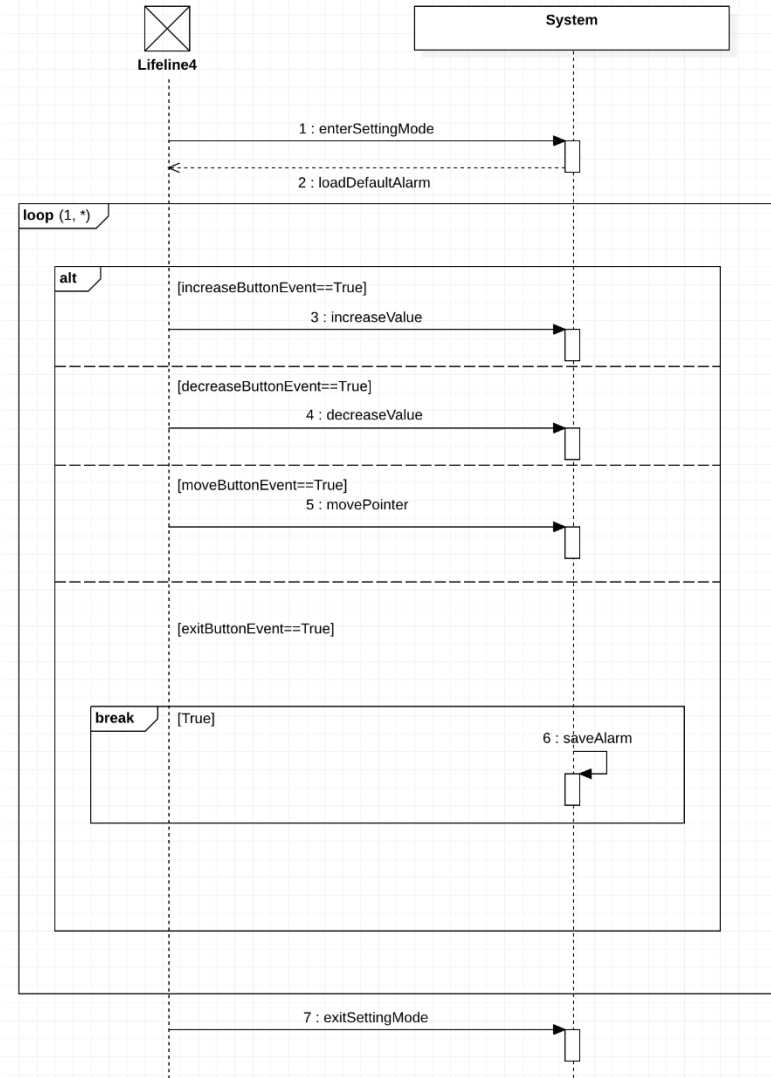 System
Lifeline4
1 : enterSettingMode
2 : loadDefaultAlarm
loop (1, *)
alt
[increaseButtonEvent==True]
3 : increaseValue
[decreaseButtonEvent==True]
4 : decreaseValue
[moveButtonEvent==True]
5 : movePointer
[exitButtonEvent==True]
break [True]
6 : saveAlarm
7 : exitSettingMode